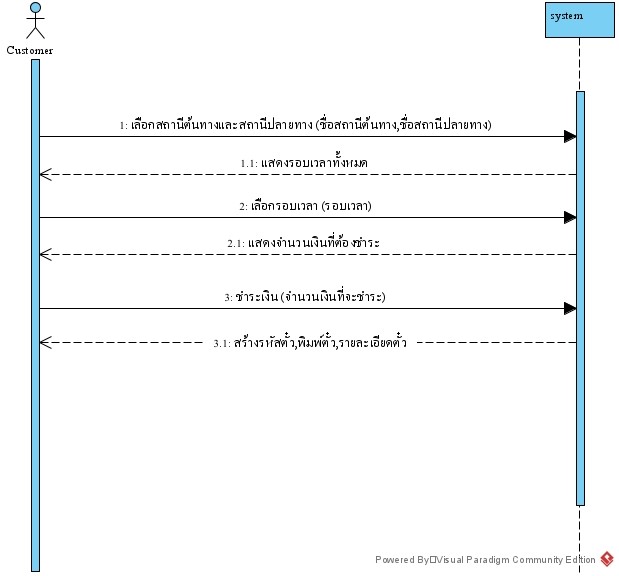 system
Customer
1: เลือกสถานีต้นทางและสถานีปลายทาง (ชื่อสถานีต้นทาง,ชื่อสถานีปลายทาง)
1.1: แสดงรอบเวลาทั้งหมด
2: เลือกรอบเวลา (รอบเวลา)
2.1: แสดงจำนวนเงินที่ต้องชำระ
3: ชำระเงิน (จำนวนเงินที่จะชำระ)
3.1: สร้างรหัสตั๋ว,พิมพ์ตั๋ว,รายละเอียดตั๋ว
Powered By Visual Paradigm Community Edition